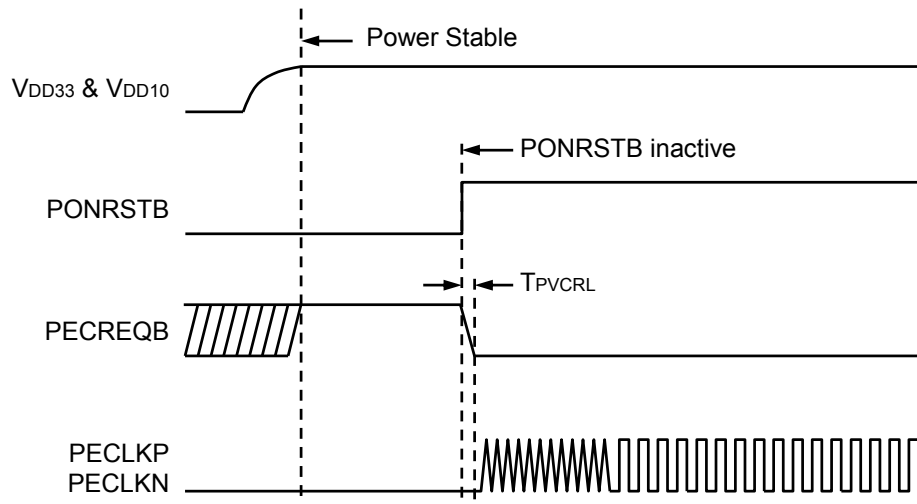 Power Stable
VDD33 & VDD10
PONRSTB inactive
PONRSTB
TPVCRL
PECREQB
PECLKP
PECLKN